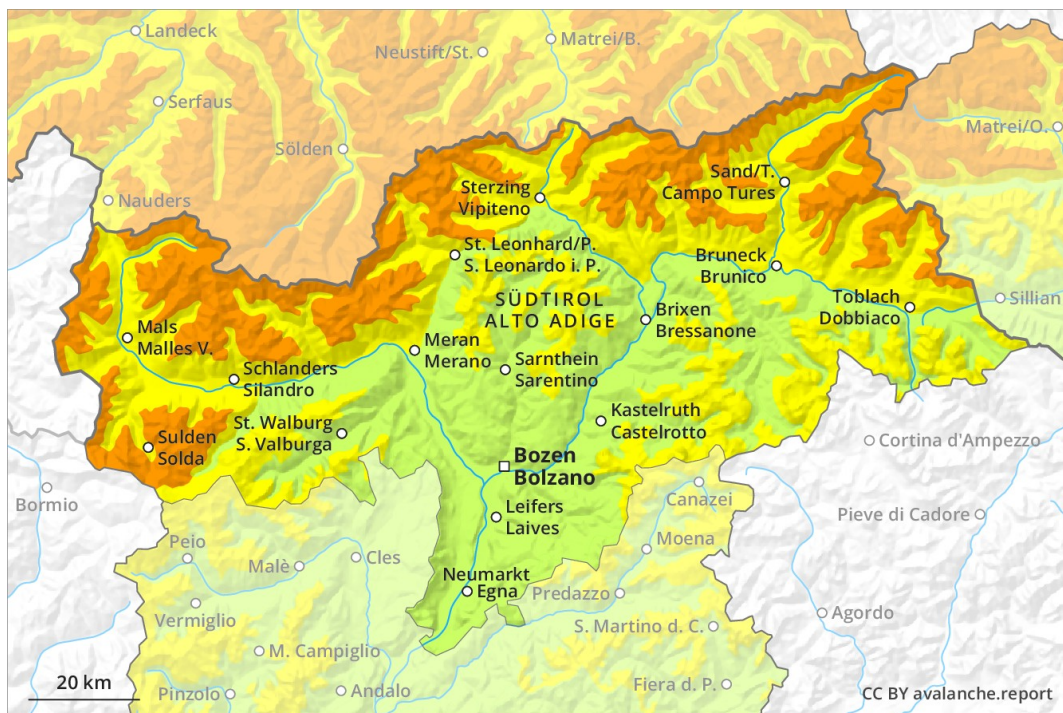 Landeck
Matrei/B.
Neustift/St.
Serfaus
Matrei/O.
Sölden
Sand/T.
Campo Tures
Sterzing
Vipiteno
Nauders
St. Leonhard/P.
S. Leonardo i. P.
Bruneck
Brunico
SÜDTIROL
ALTO ADIGE
Toblach
Dobbiaco
Sillian
Brixen
Bressanone
Mals
Malles V.
Meran
Merano
Sarnthein
Sarentino
Schlanders
Silandro
St. Walburg
S. Valburga
Kastelruth
Castelrotto
Sulden
Solda
Cortina d'Ampezzo
Bozen
Bolzano
Bormio
Canazei
Leifers
Laives
Pieve di Cadore
Peio
Cles
Moena
Malè
Neumarkt
Egna
Predazzo
Vermiglio
Agordo
S. Martino d. C.
M. Campiglio
20 km
Pinzolo
Andalo
Fiera d. P.
CC BY avalanche.report